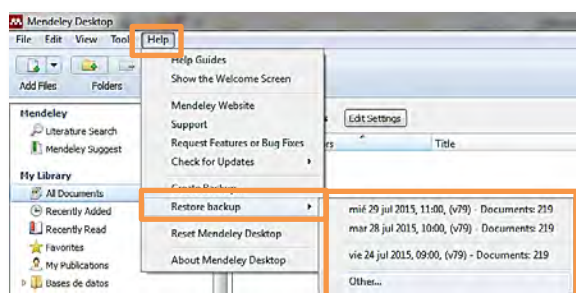 Mendeley Desktop
File Edit View Tool Help
Add Files Folders
Help Guides
Show the Welcome Screen
Mendeley Website
Support
Request Features or Bug Fixes
Check for Updates
Create Backup
Restore backup
Reset Mendeley Desktop
About Mendeley Desktop
Edit Settings
rs Title
Mendeley
Literature Search
Mendeley Suggest
My Library
All Documents
Recently Added
Recently Read
Favorites
My Publications
Bases de datos
mié 29 jul 2015, 11:00, (v79) - Documents: 219
mar 28 jul 2015, 10:00, (v79) - Documents: 219
vie 24 jul 2015, 09:00, (v79) - Documents: 219
Other...